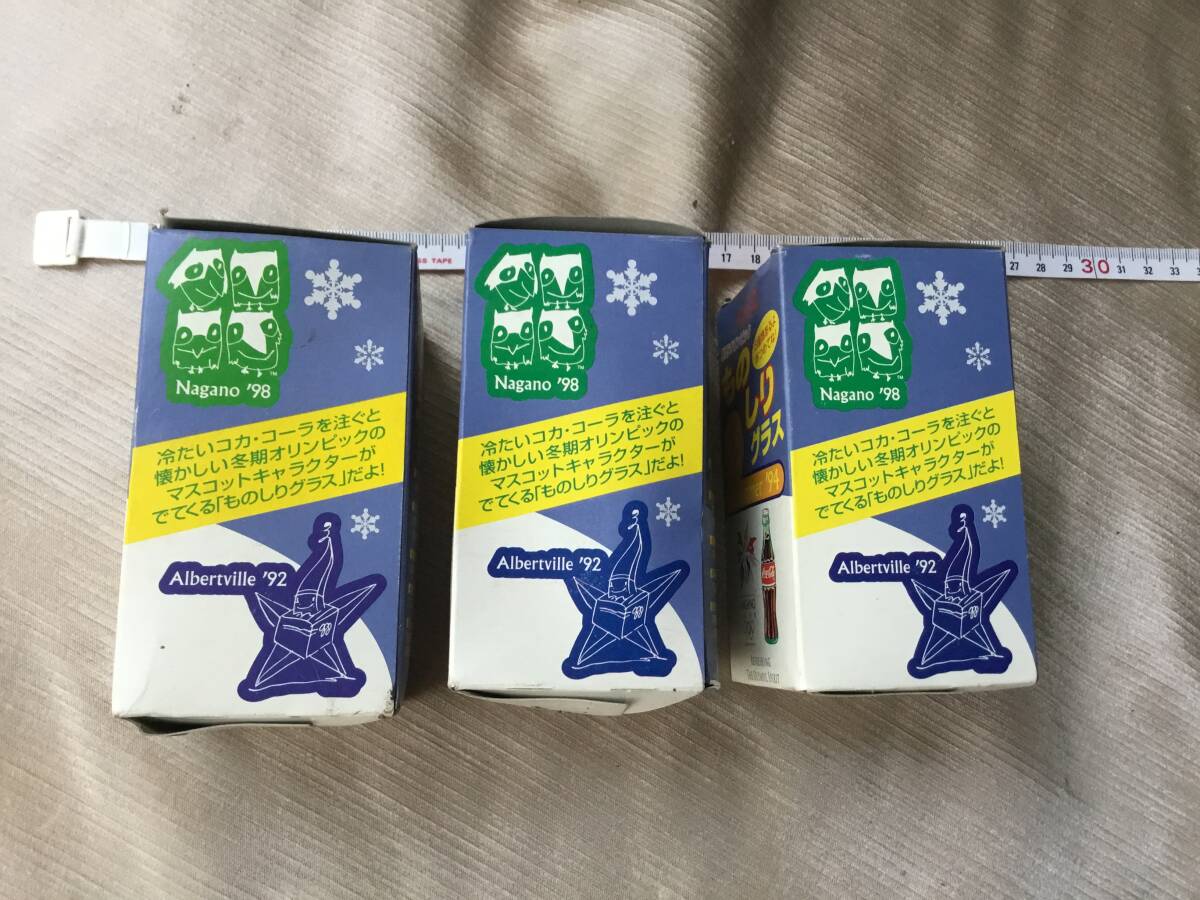 Nagano '98
冷たいコカ・コーラを注ぐと
懐かしい冬期オリンピックの
マスコットキャラクターが
でてくる「ものしりグラス」だよ!
Albertville '92
Nagano '98
冷たいコカ・コーラを注ぐと
懐かしい冬期オリンピックの
マスコットキャラクターが
でてくる「ものしりグラス」だよ!
Albertville '92
ものしり
グラス
'94
Coca-Cola
Nagano '98
冷たいコカ・コーラを注ぐと
懐かしい冬期オリンピックの
マスコットキャラクターが
でてくる「ものしりグラス」だよ!
Albertville '92
TAPE
17 18
27 28 29 30 31 32 33